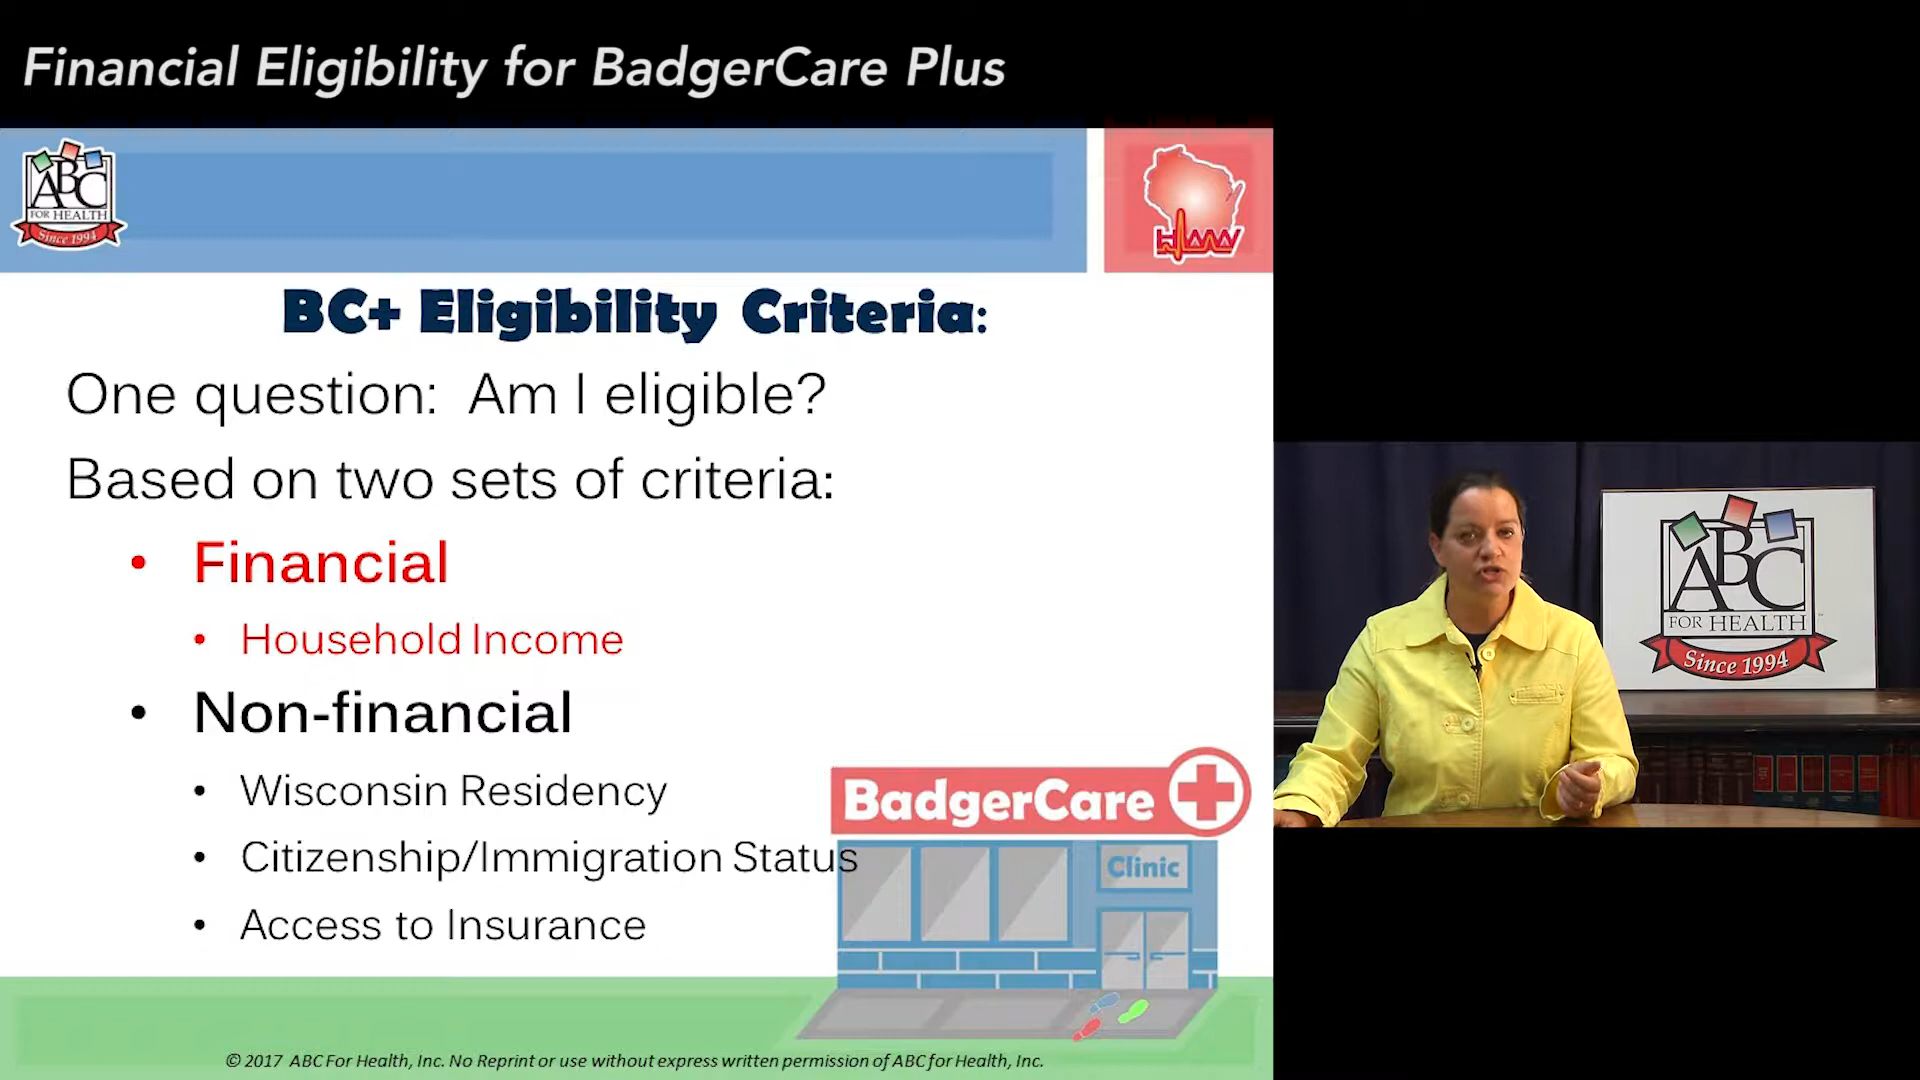 Financial Eligibility for BadgerCare Plus
ABC
FOR HEALTH
Since 1994
BC+ Eligibility Criteria:
One question: Am I eligible?
Based on two sets of criteria:
• Financial
• Household Income
• Non-financial
• Wisconsin Residency
• Citizenship/Immigration Status
• Access to Insurance
BadgerCare
Clinic
© 2017 ABC For Health, Inc. No Reprint or use without express written permission of ABC for Health, Inc.
ABC
FOR HEALTH
Since 1994